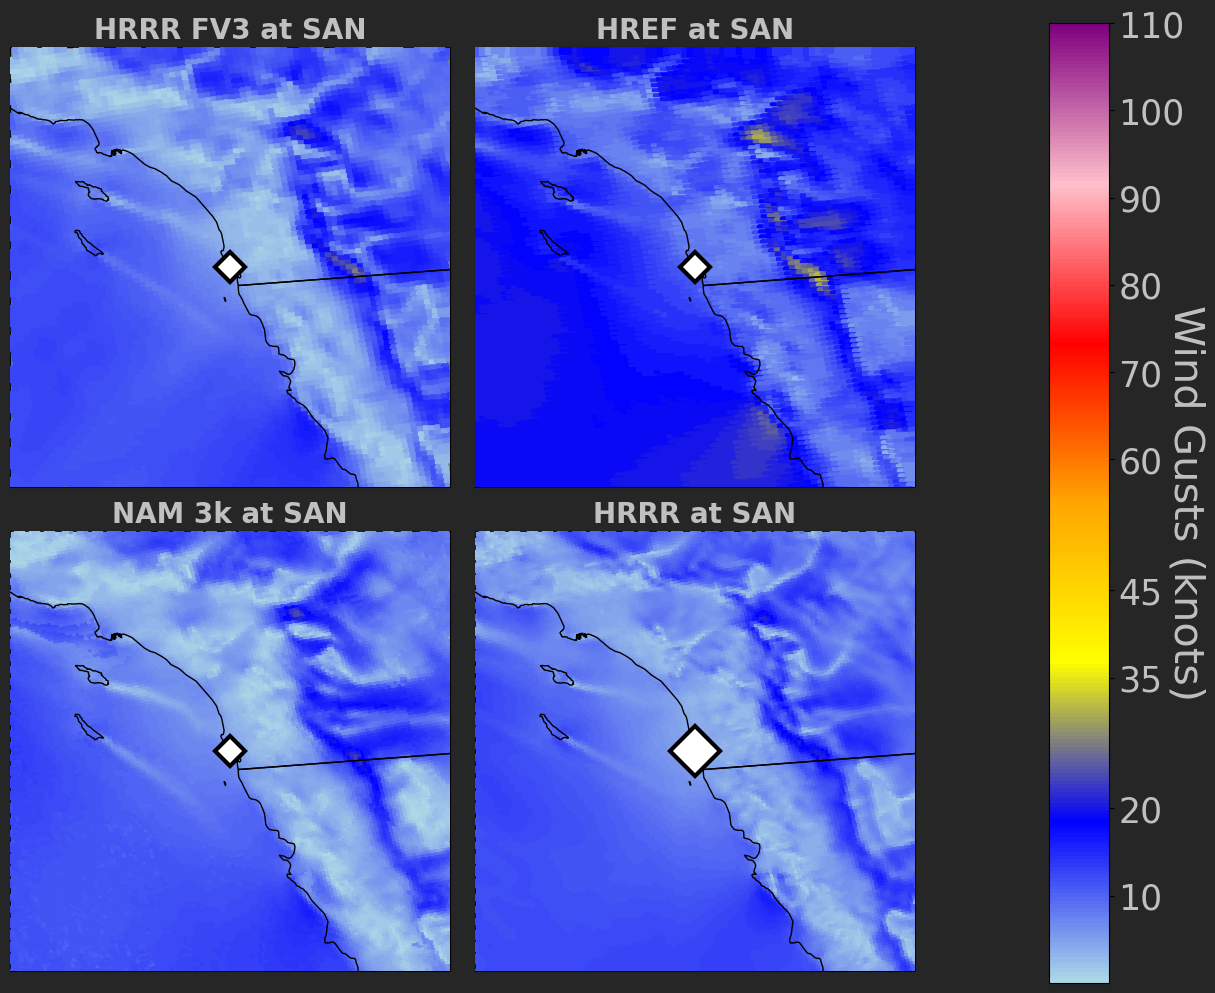 HRRR FV3 at SAN
HREF at SAN
NAM 3k at SAN
HRRR at SAN
110
100
90
80
70
60
45
35
20
10
Wind Gusts (knots)